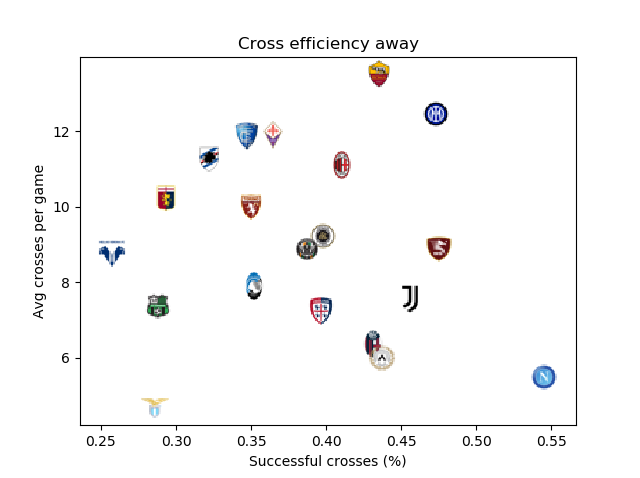 Cross efficiency away
Avg crosses per game
12
10
8
6
0.25 0.30 0.35 0.40 0.45 0.50 0.55
Successful crosses (%)
N